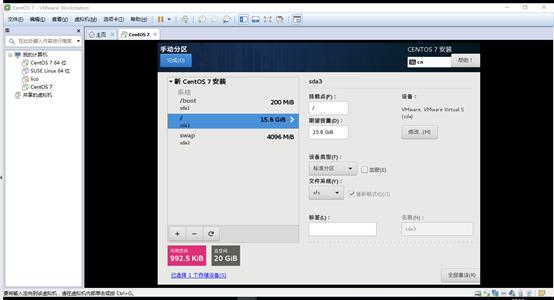 CentOS 7 - VMware Workstation
文件(F) 编辑(E) 查看(V) 虚拟机(M) 选项卡(T) 帮助(H)
库
在此处键入内容进行搜索
我的计算机
CentOS 7 64 位
SUSE Linux 64 位
lico
CentOS 7
共享的虚拟机
主页 CentOS 7
手动分区
完成(D)
CENTOS 7 安装
cn
帮助!
新 CentOS 7 安装
系统
/boot 200 MiB
sda1
/ 15.8 GiB
sda3
swap 4096 MiB
sda2
+ −
可用空间
992.5 KiB
总空间
20 GiB
已选择 1 个存储设备(S)
sda3
挂载点(P):
/
期望容量(D):
15.8 GiB
设备:
VMware, VMware Virtual S
(sda)
修改...(M)
设备类型(T):
标准分区
加密(E)
文件系统(Y):
xfs
重新格式化(O)
标签(L):
名称(N):
sda3
全部重设(R)
要将输入定向到该虚拟机，请在虚拟机内部单击或按 Ctrl+G。